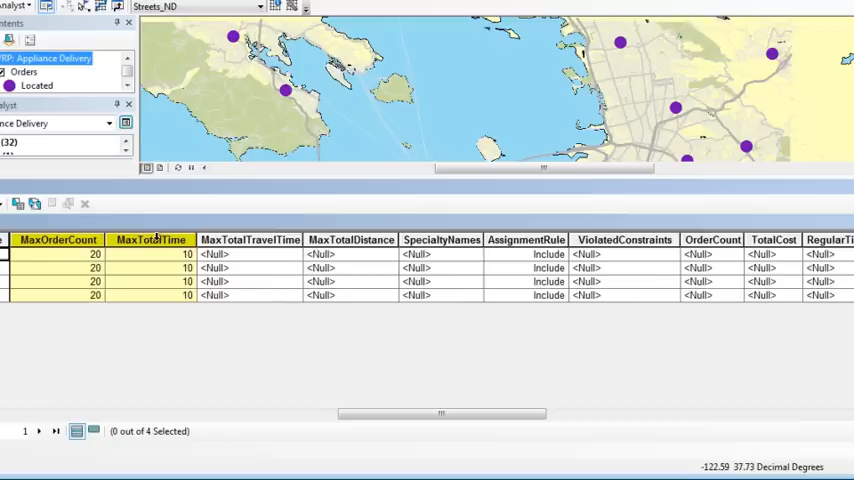 nalyst Streets_ND
ntents
VRP: Appliance Delivery
Orders
Located
alyst
ce Delivery
(32)
MaxOrderCount MaxTotalTime MaxTotalTravelTime MaxTotalDistance SpecialtyNames AssignmentRule ViolatedConstraints OrderCount TotalCost RegularTi
20 10 <Null> <Null> <Null> Include <Null> <Null> <Null> <Null>
20 10 <Null> <Null> <Null> Include <Null> <Null> <Null> <Null>
20 10 <Null> <Null> <Null> Include <Null> <Null> <Null> <Null>
20 10 <Null> <Null> <Null> Include <Null> <Null> <Null> <Null>
1 (0 out of 4 Selected)
-122.59 37.73 Decimal Degrees